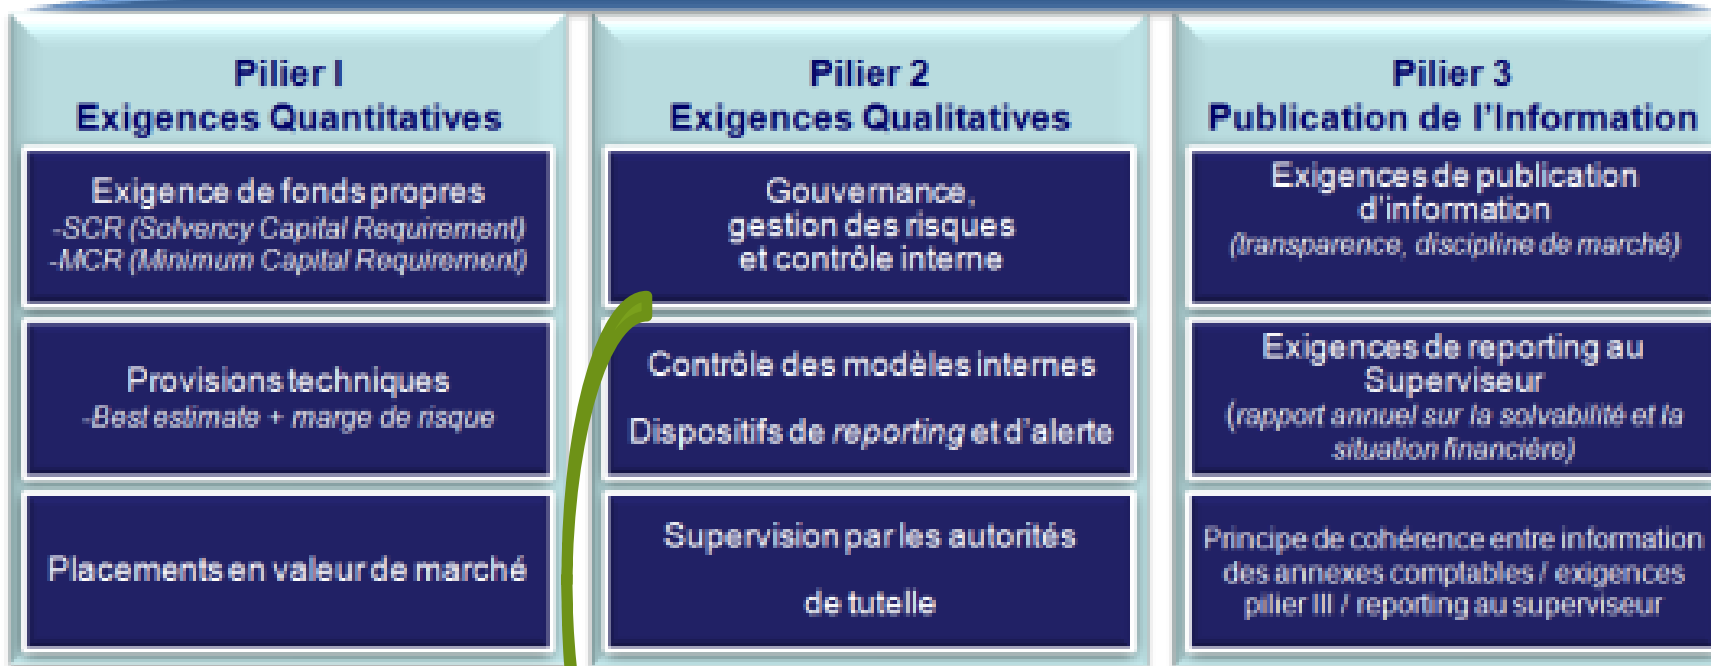 Pilier I
Exigences Quantitatives
Exigence de fonds propres
-SCR (Solvency Capital Requirement)
-MCR (Minimum Capital Requirement)
Provisions techniques
-Best estimate + marge de risque
Placements en valeur de marché
Pilier 2
Exigences Qualitatives
Gouvernance,
gestion des risques
et contrôle interne
Contrôle des modèles internes
Dispositifs de reporting et d'alerte
Supervision par les autorités
de tutelle
Pilier 3
Publication de l'Information
Exigences de publication
d'information
(transparence, discipline de marché)
Exigences de reporting au
Superviseur
(rapport annuel sur la solvabilité et la
situation financière)
Principe de cohérence entre information
des annexes comptables / exigences
pilier III / reporting au superviseur